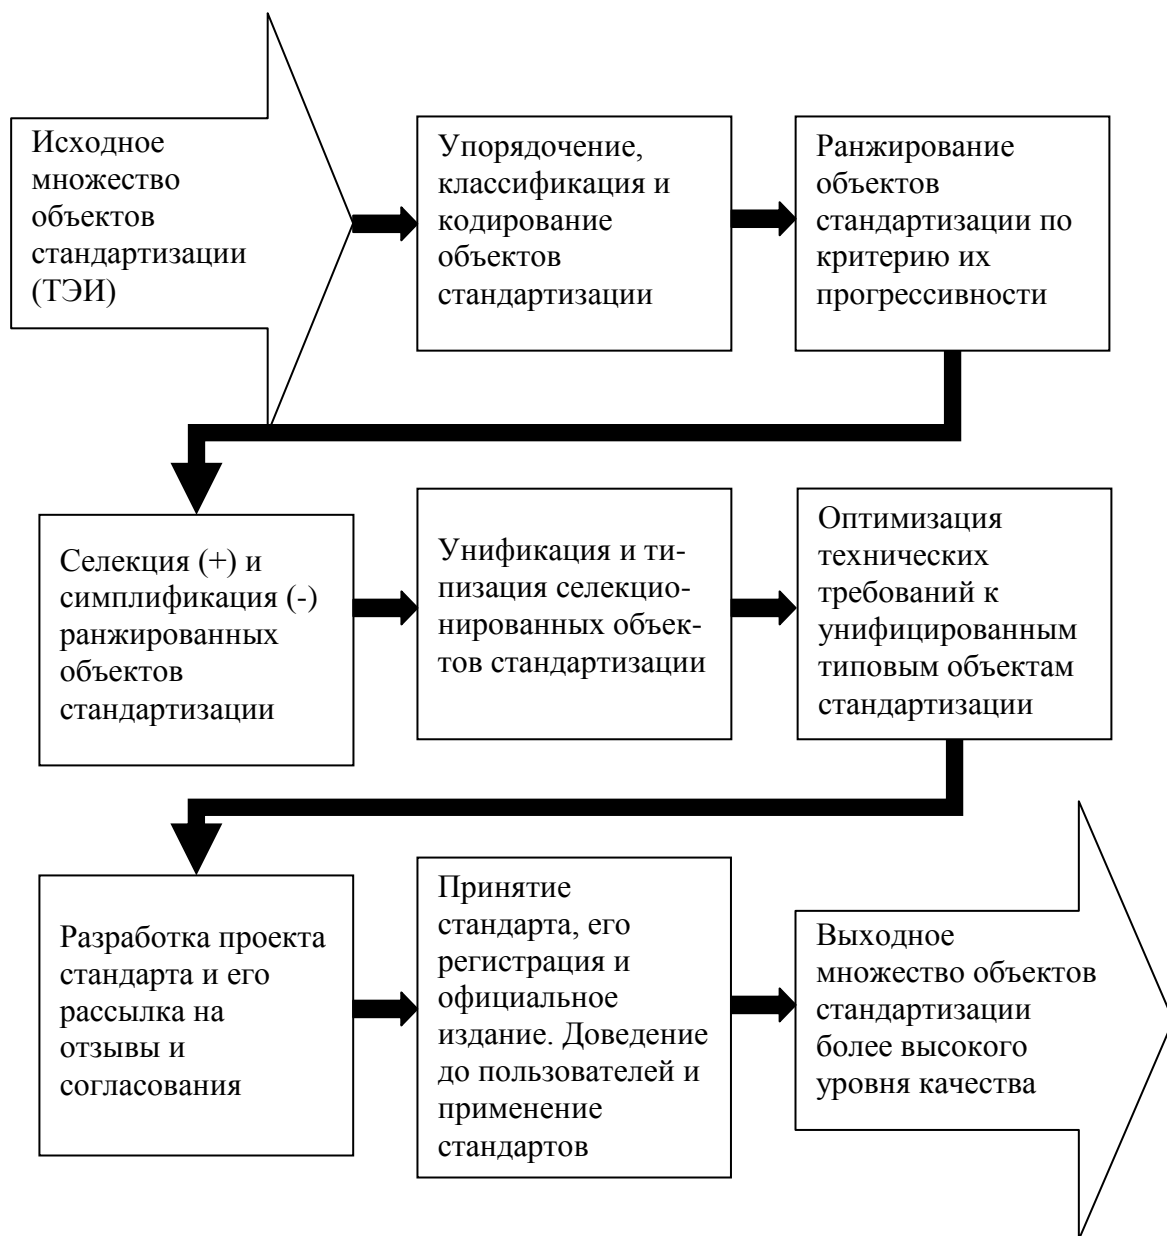 Исходное
множество
объектов
стандартизации
(ТЭИ)
Упорядочение,
классификация и
кодирование
объектов
стандартизации
Ранжирование
объектов
стандартизации по
критерию их
прогрессивности
Селекция (+) и
симплификация (-)
ранжированных
объектов
стандартизации
Унификация и ти-
пизация селекцио-
нированных объек-
тов стандартизации
Оптимизация
технических
требований к
унифицированным
типовым объектам
стандартизации
Разработка проекта
стандарта и его
рассылка на
отзывы и
согласования
Принятие
стандарта, его
регистрация и
официальное
издание. Доведение
до пользователей и
применение
стандартов
Выходное
множество объектов
стандартизации
более высокого
уровня качества